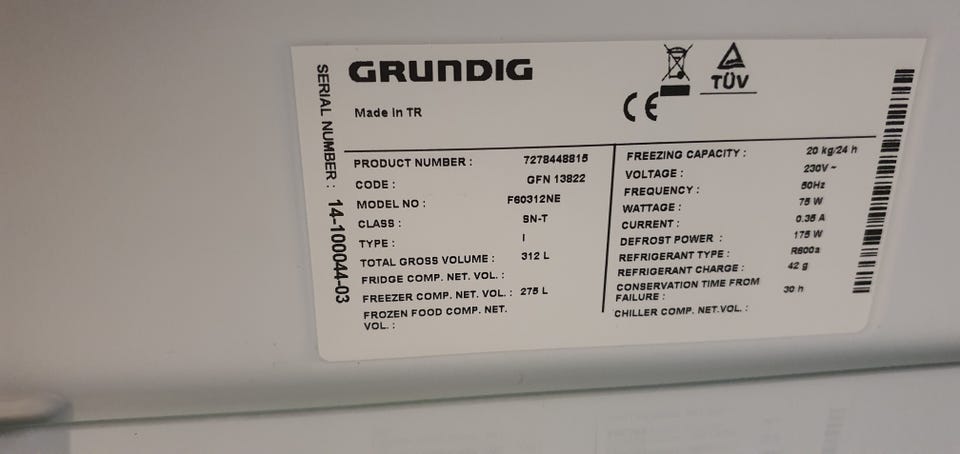 GRUNDIG
Made in TR
TÜV
CE
SERIAL NUMBER : 14-100044-03
PRODUCT NUMBER : 7278448815
CODE : GFN 13822
MODEL NO : F60312NE
CLASS : SN-T
TYPE : I
TOTAL GROSS VOLUME : 312 L
FRIDGE COMP. NET. VOL. :
FREEZER COMP. NET. VOL. : 275 L
FROZEN FOOD COMP. NET.
VOL. :
FREEZING CAPACITY : 20 kg/24 h
VOLTAGE : 230V ~
FREQUENCY : 50Hz
WATTAGE : 75 W
CURRENT : 0.35 A
DEFROST POWER : 175 W
REFRIGERANT TYPE : R600a
REFRIGERANT CHARGE : 42 g
CONSERVATION TIME FROM
FAILURE : 30 h
CHILLER COMP. NET.VOL. :